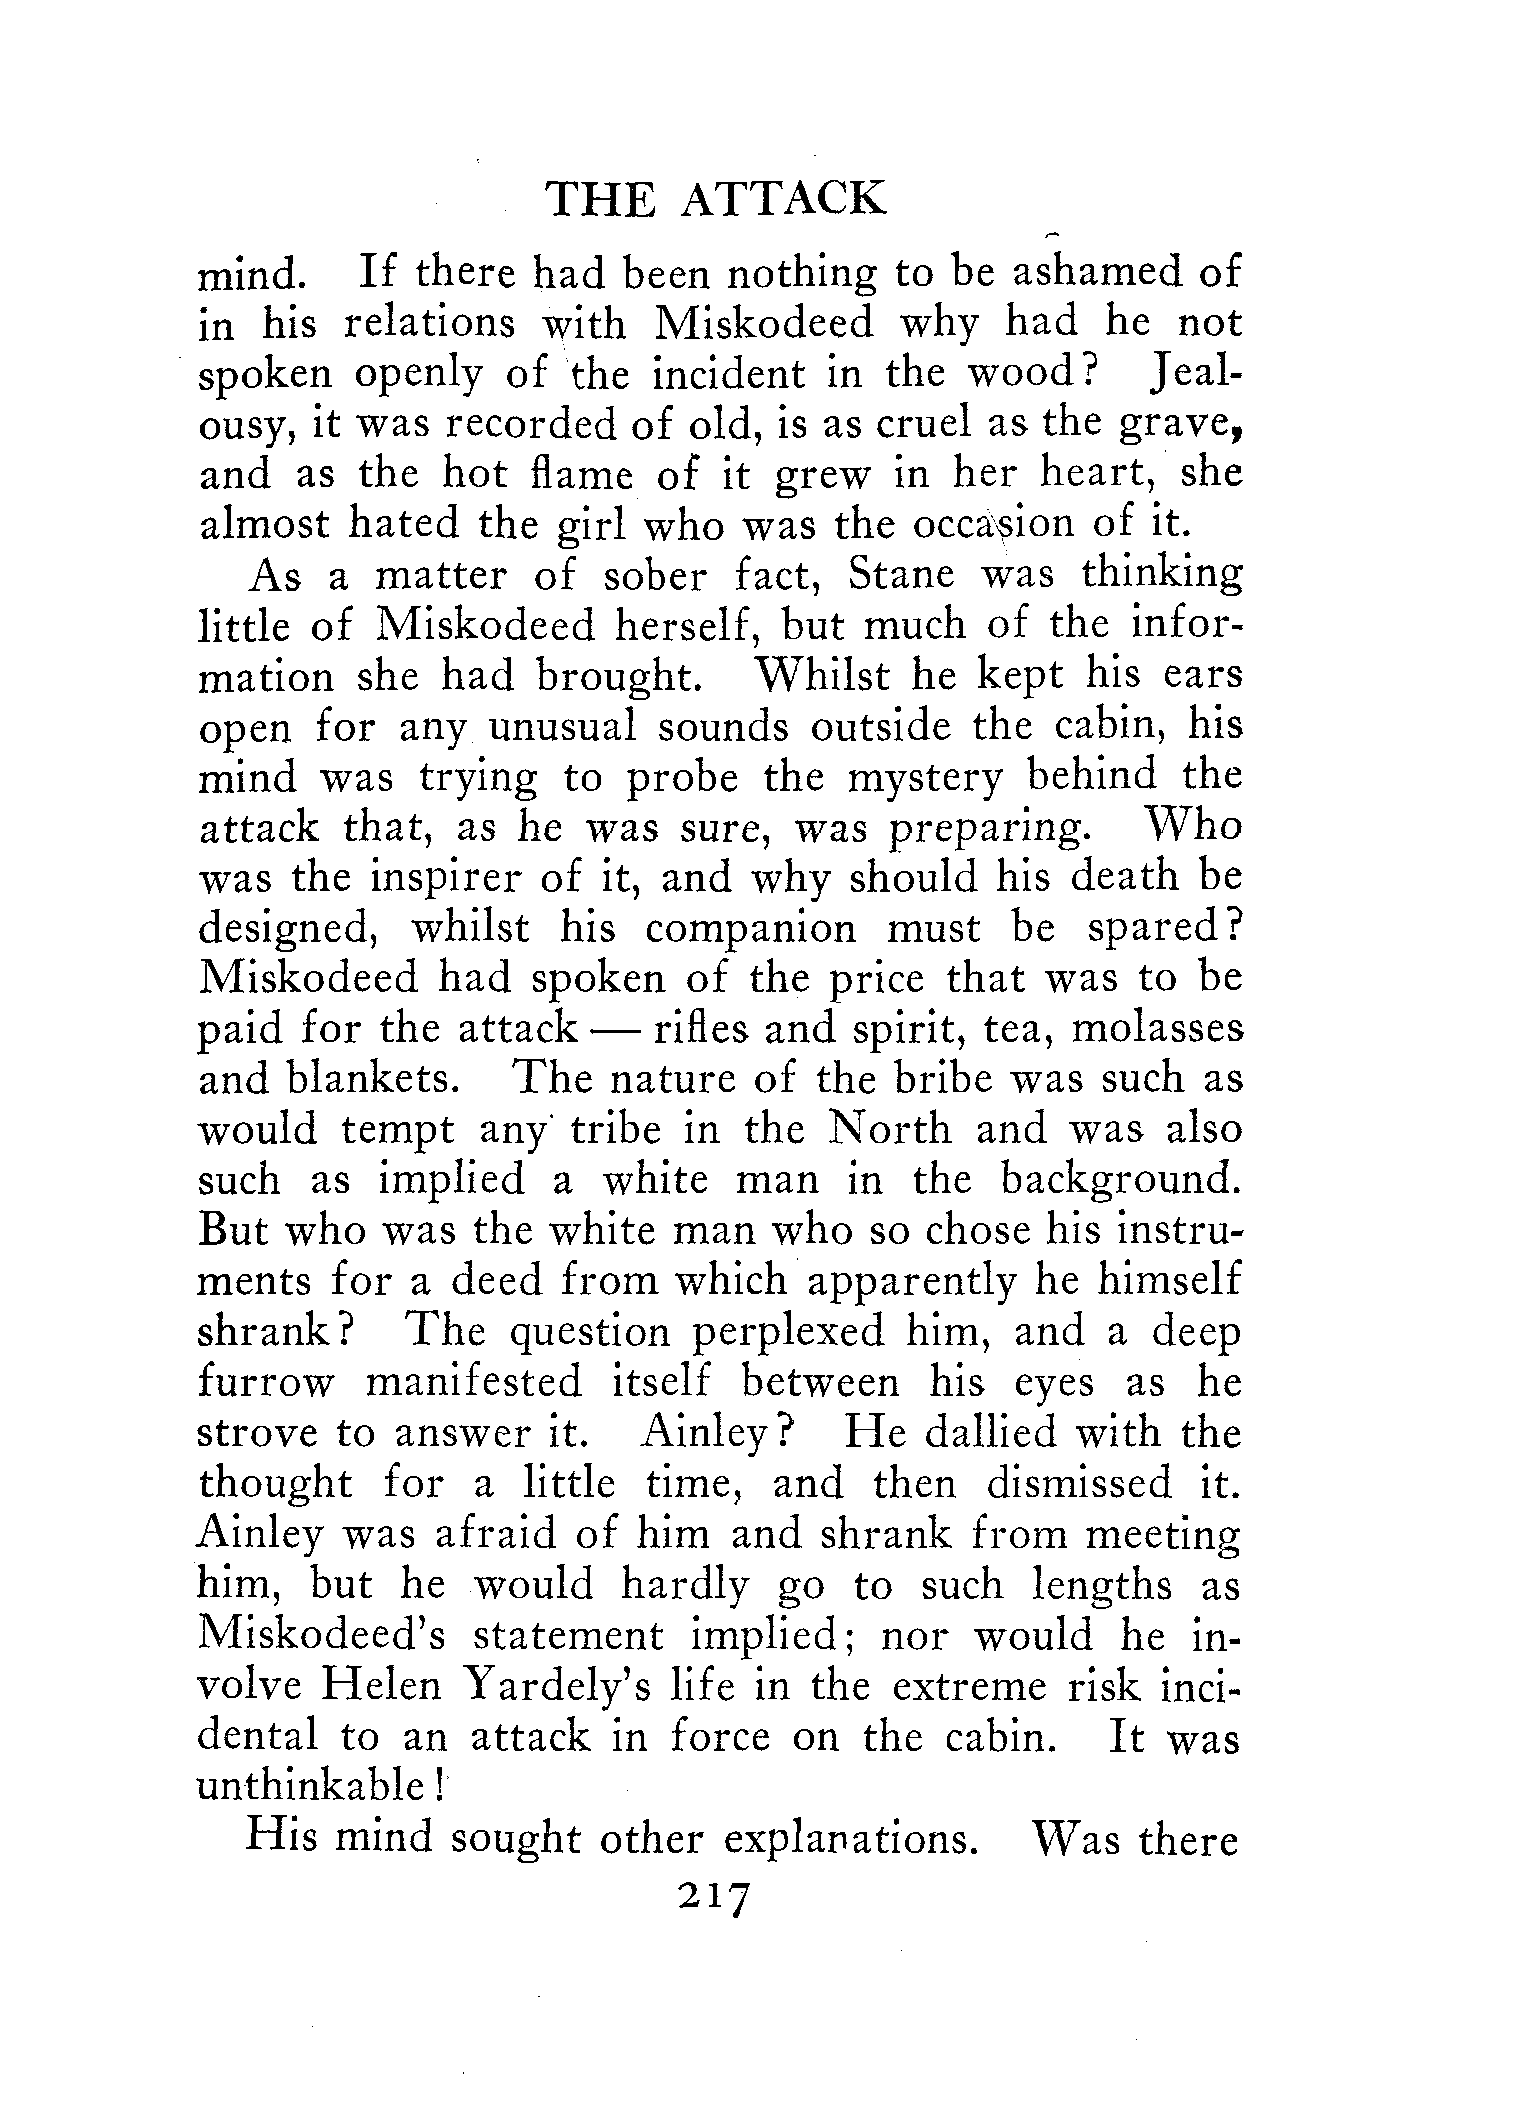 THE ATTACK
mind. If there had been nothing to be ashamed of
in his relations with Miskodeed why had he not
spoken openly of the incident in the wood? Jeal-
ousy, it was recorded of old, is as cruel as the grave,
and as the hot flame of it grew in her heart, she
almost hated the girl who was the occasion of it.
As a matter of sober fact, Stane was thinking
little of Miskodeed herself, but much of the infor-
mation she had brought. Whilst he kept his ears
open for any unusual sounds outside the cabin, his
mind was trying to probe the mystery behind the
attack that, as he was sure, was preparing. Who
was the inspirer of it, and why should his death be
designed, whilst his companion must be spared?
Miskodeed had spoken of the price that was to be
paid for the attack — rifles and spirit, tea, molasses
and blankets. The nature of the bribe was such as
would tempt any tribe in the North and was also
such as implied a white man in the background.
But who was the white man who so chose his instru-
ments for a deed from which apparently he himself
shrank? The question perplexed him, and a deep
furrow manifested itself between his eyes as he
strove to answer it. Ainley? He dallied with the
thought for a little time, and then dismissed it.
Ainley was afraid of him and shrank from meeting
him, but he would hardly go to such lengths as
Miskodeed's statement implied; nor would he in-
volve Helen Yardely's life in the extreme risk inci-
dental to an attack in force on the cabin. It was
unthinkable!
His mind sought other explanations. Was there
217